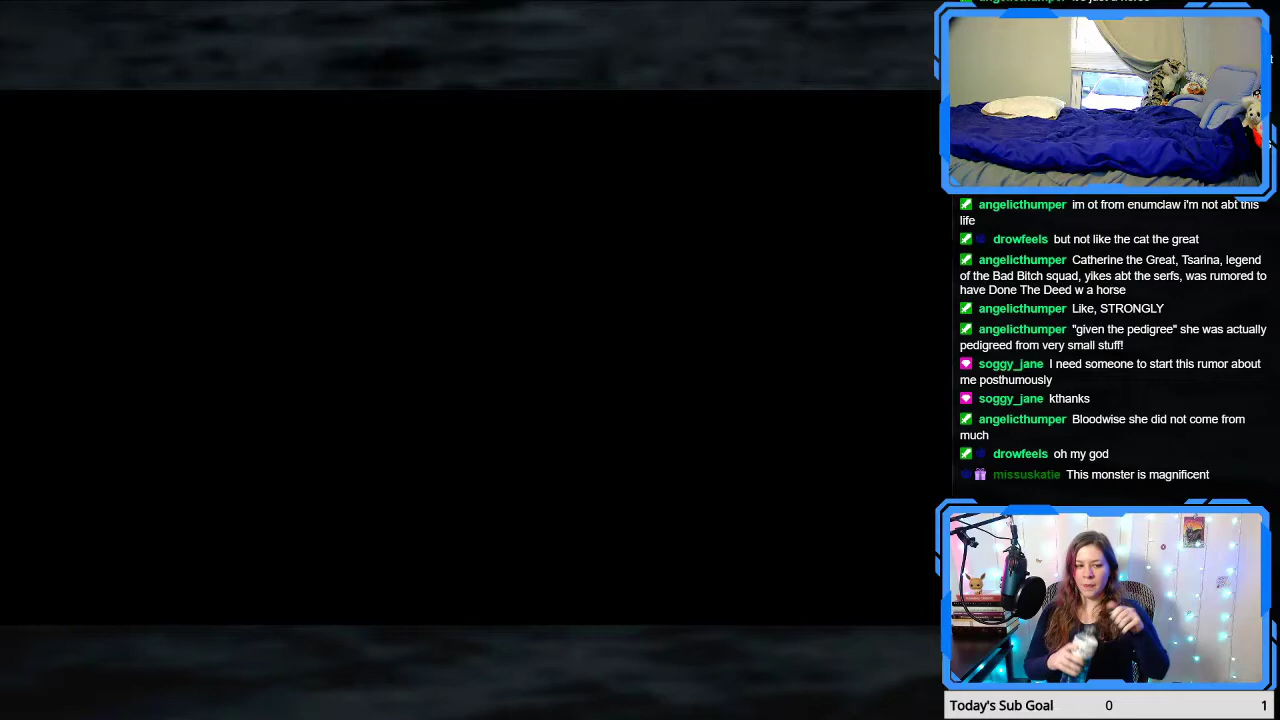 angelicthumper im ot from enumclaw i'm not abt this
life
drowfeels but not like the cat the great
angelicthumper Catherine the Great, Tsarina, legend
of the Bad Bitch squad, yikes abt the serfs, was rumored to
have Done The Deed w a horse
angelicthumper Like, STRONGLY
angelicthumper "given the pedigree" she was actually
pedigreed from very small stuff!
soggy_jane I need someone to start this rumor about
me posthumously
soggy_jane kthanks
angelicthumper Bloodwise she did not come from
much
drowfeels oh my god
missuskatie This monster is magnificent
Today's Sub Goal 0 1